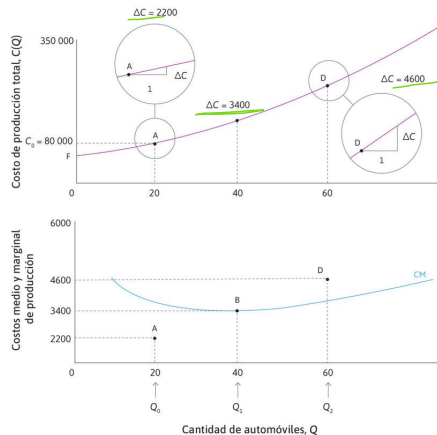 ΔC = 2200
350 000
Costo de producción total, C(Q)
A
ΔC
1
D
ΔC = 4600
ΔC = 3400
C₀ = 80 000
A
F
ΔC
D
1
0
20
40
60
6000
Costos medio y marginal
de producción
4600
D
CM
3400
B
2200
A
0
20
40
60
Q₀
Q₁
Q₂
Cantidad de automóviles, Q